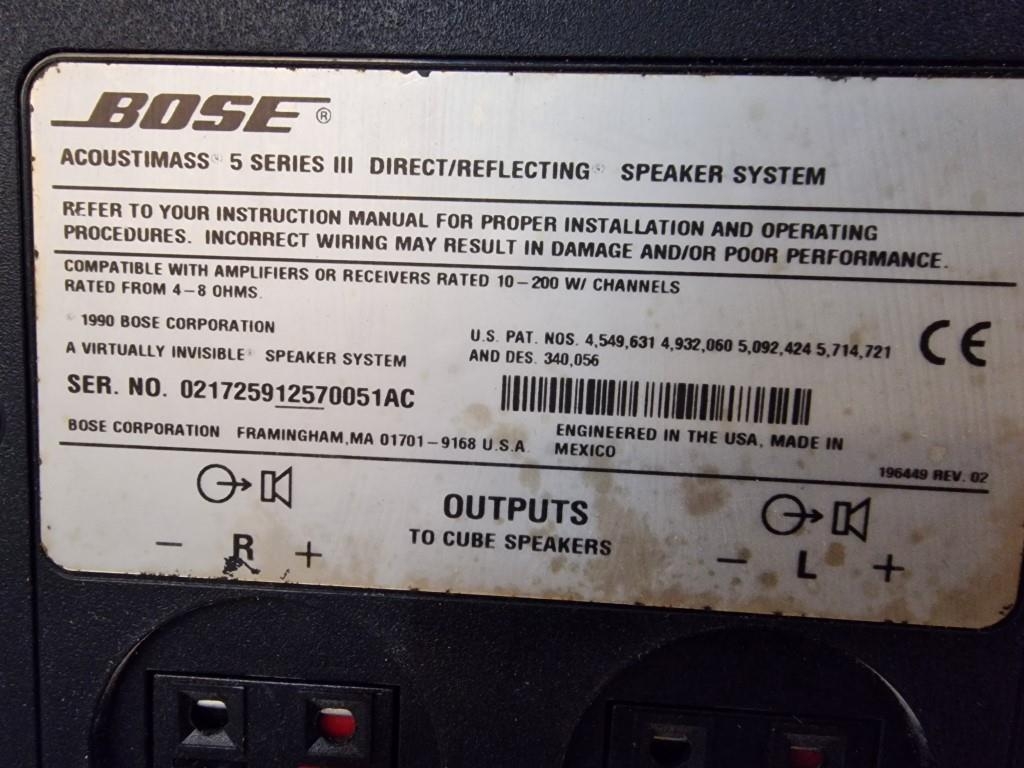 BOSE®
ACOUSTIMASS® 5 SERIES III DIRECT/REFLECTING® SPEAKER SYSTEM
REFER TO YOUR INSTRUCTION MANUAL FOR PROPER INSTALLATION AND OPERATING
PROCEDURES. INCORRECT WIRING MAY RESULT IN DAMAGE AND/OR POOR PERFORMANCE.
COMPATIBLE WITH AMPLIFIERS OR RECEIVERS RATED 10-200 W/ CHANNELS
RATED FROM 4-8 OHMS.
© 1990 BOSE CORPORATION
A VIRTUALLY INVISIBLE® SPEAKER SYSTEM
U.S. PAT. NOS. 4,549,631 4,932,060 5,092,424 5,714,721
AND DES. 340,056
CE
SER. NO. 021725912570051AC
BOSE CORPORATION FRAMINGHAM, MA 01701-9168 U.S.A.
ENGINEERED IN THE USA, MADE IN
MEXICO
196449 REV. 02
OUTPUTS
TO CUBE SPEAKERS
- R +
- L +